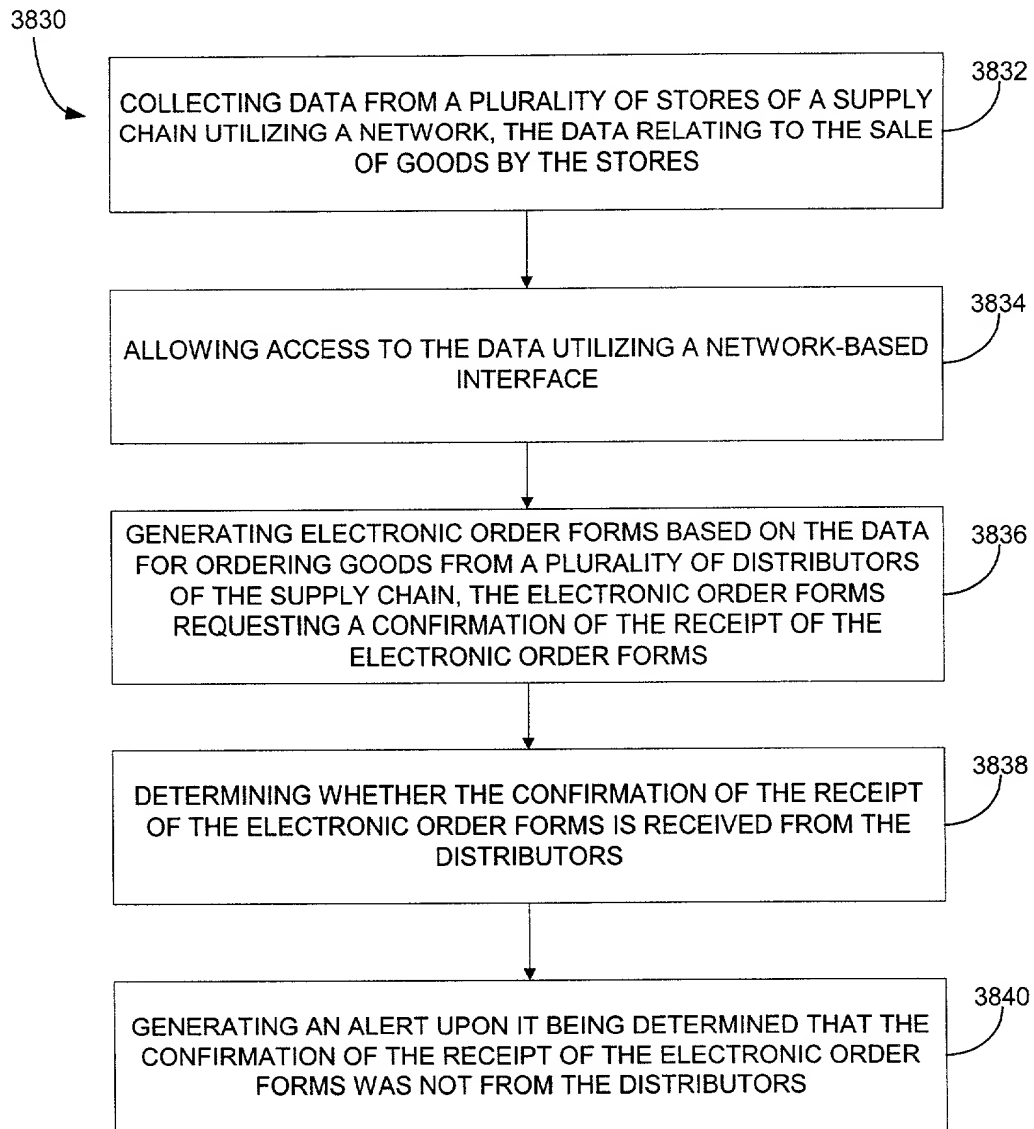 3830
3832
COLLECTING DATA FROM A PLURALITY OF STORES OF A SUPPLY
CHAIN UTILIZING A NETWORK, THE DATA RELATING TO THE SALE
OF GOODS BY THE STORES
3834
ALLOWING ACCESS TO THE DATA UTILIZING A NETWORK-BASED
INTERFACE
3836
GENERATING ELECTRONIC ORDER FORMS BASED ON THE DATA
FOR ORDERING GOODS FROM A PLURALITY OF DISTRIBUTORS
OF THE SUPPLY CHAIN, THE ELECTRONIC ORDER FORMS
REQUESTING A CONFIRMATION OF THE RECEIPT OF THE
ELECTRONIC ORDER FORMS
3838
DETERMINING WHETHER THE CONFIRMATION OF THE RECEIPT
OF THE ELECTRONIC ORDER FORMS IS RECEIVED FROM THE
DISTRIBUTORS
3840
GENERATING AN ALERT UPON IT BEING DETERMINED THAT THE
CONFIRMATION OF THE RECEIPT OF THE ELECTRONIC ORDER
FORMS WAS NOT FROM THE DISTRIBUTORS